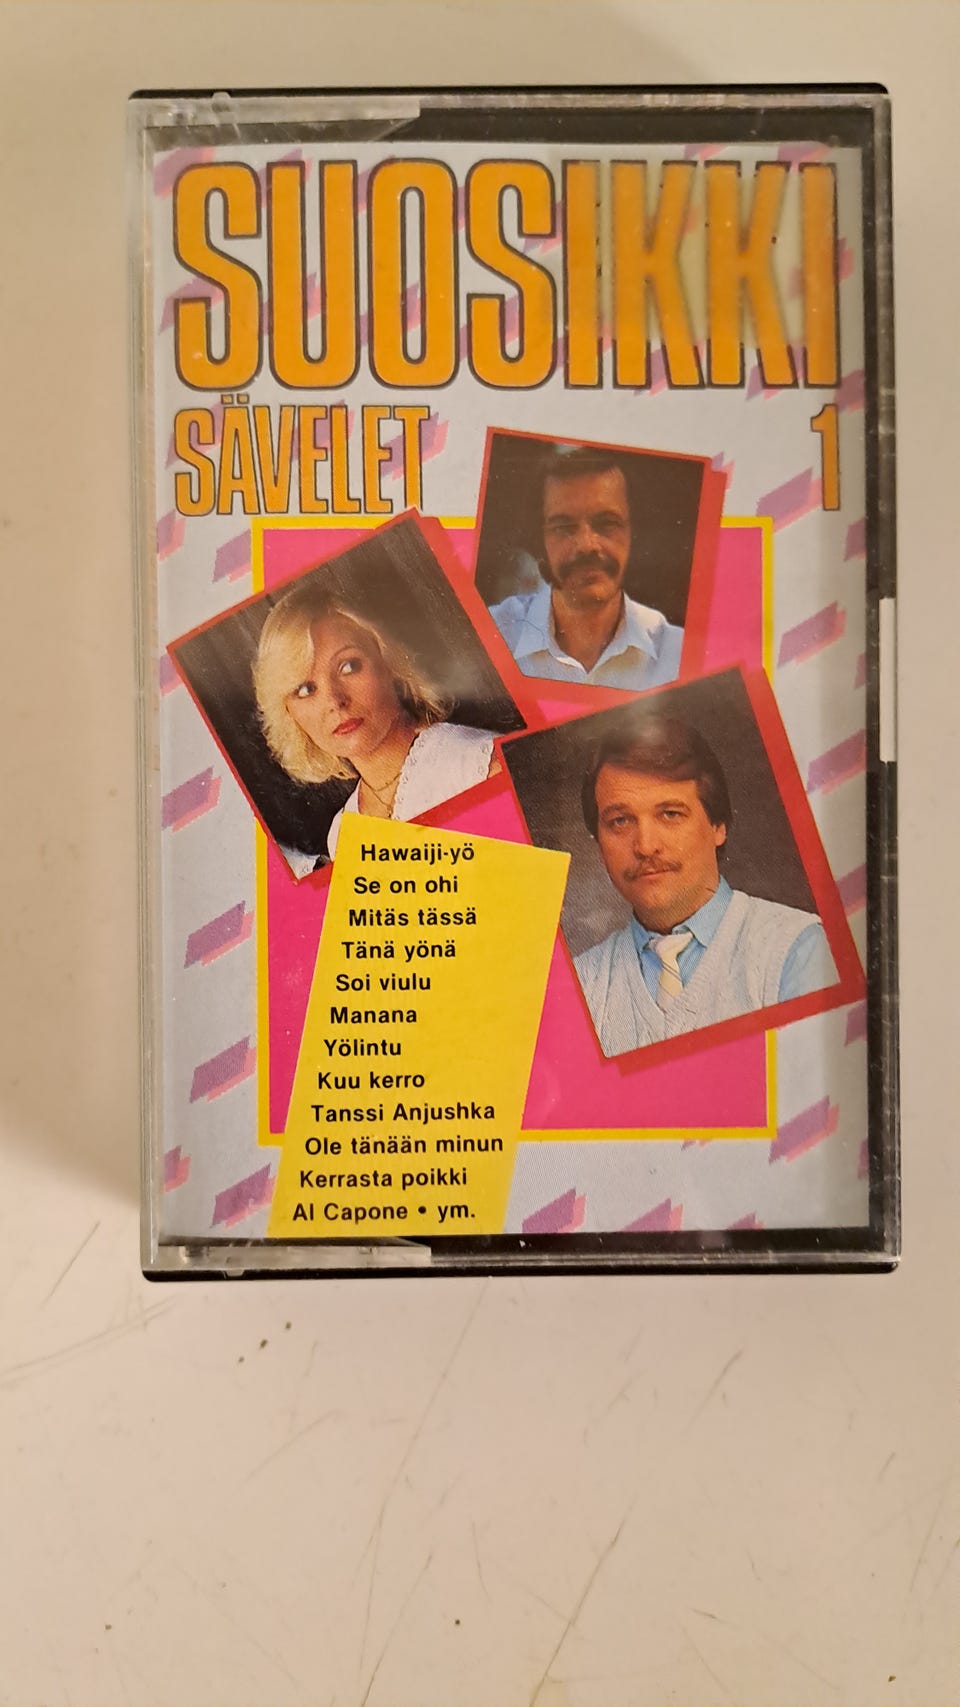 SUOSIKKI
SÄVELET 1
Hawaiji-yö
Se on ohi
Mitäs tässä
Tänä yönä
Soi viulu
Manana
Yölintu
Kuu kerro
Tanssi Anjushka
Ole tänään minun
Kerrasta poikki
Al Capone • ym.